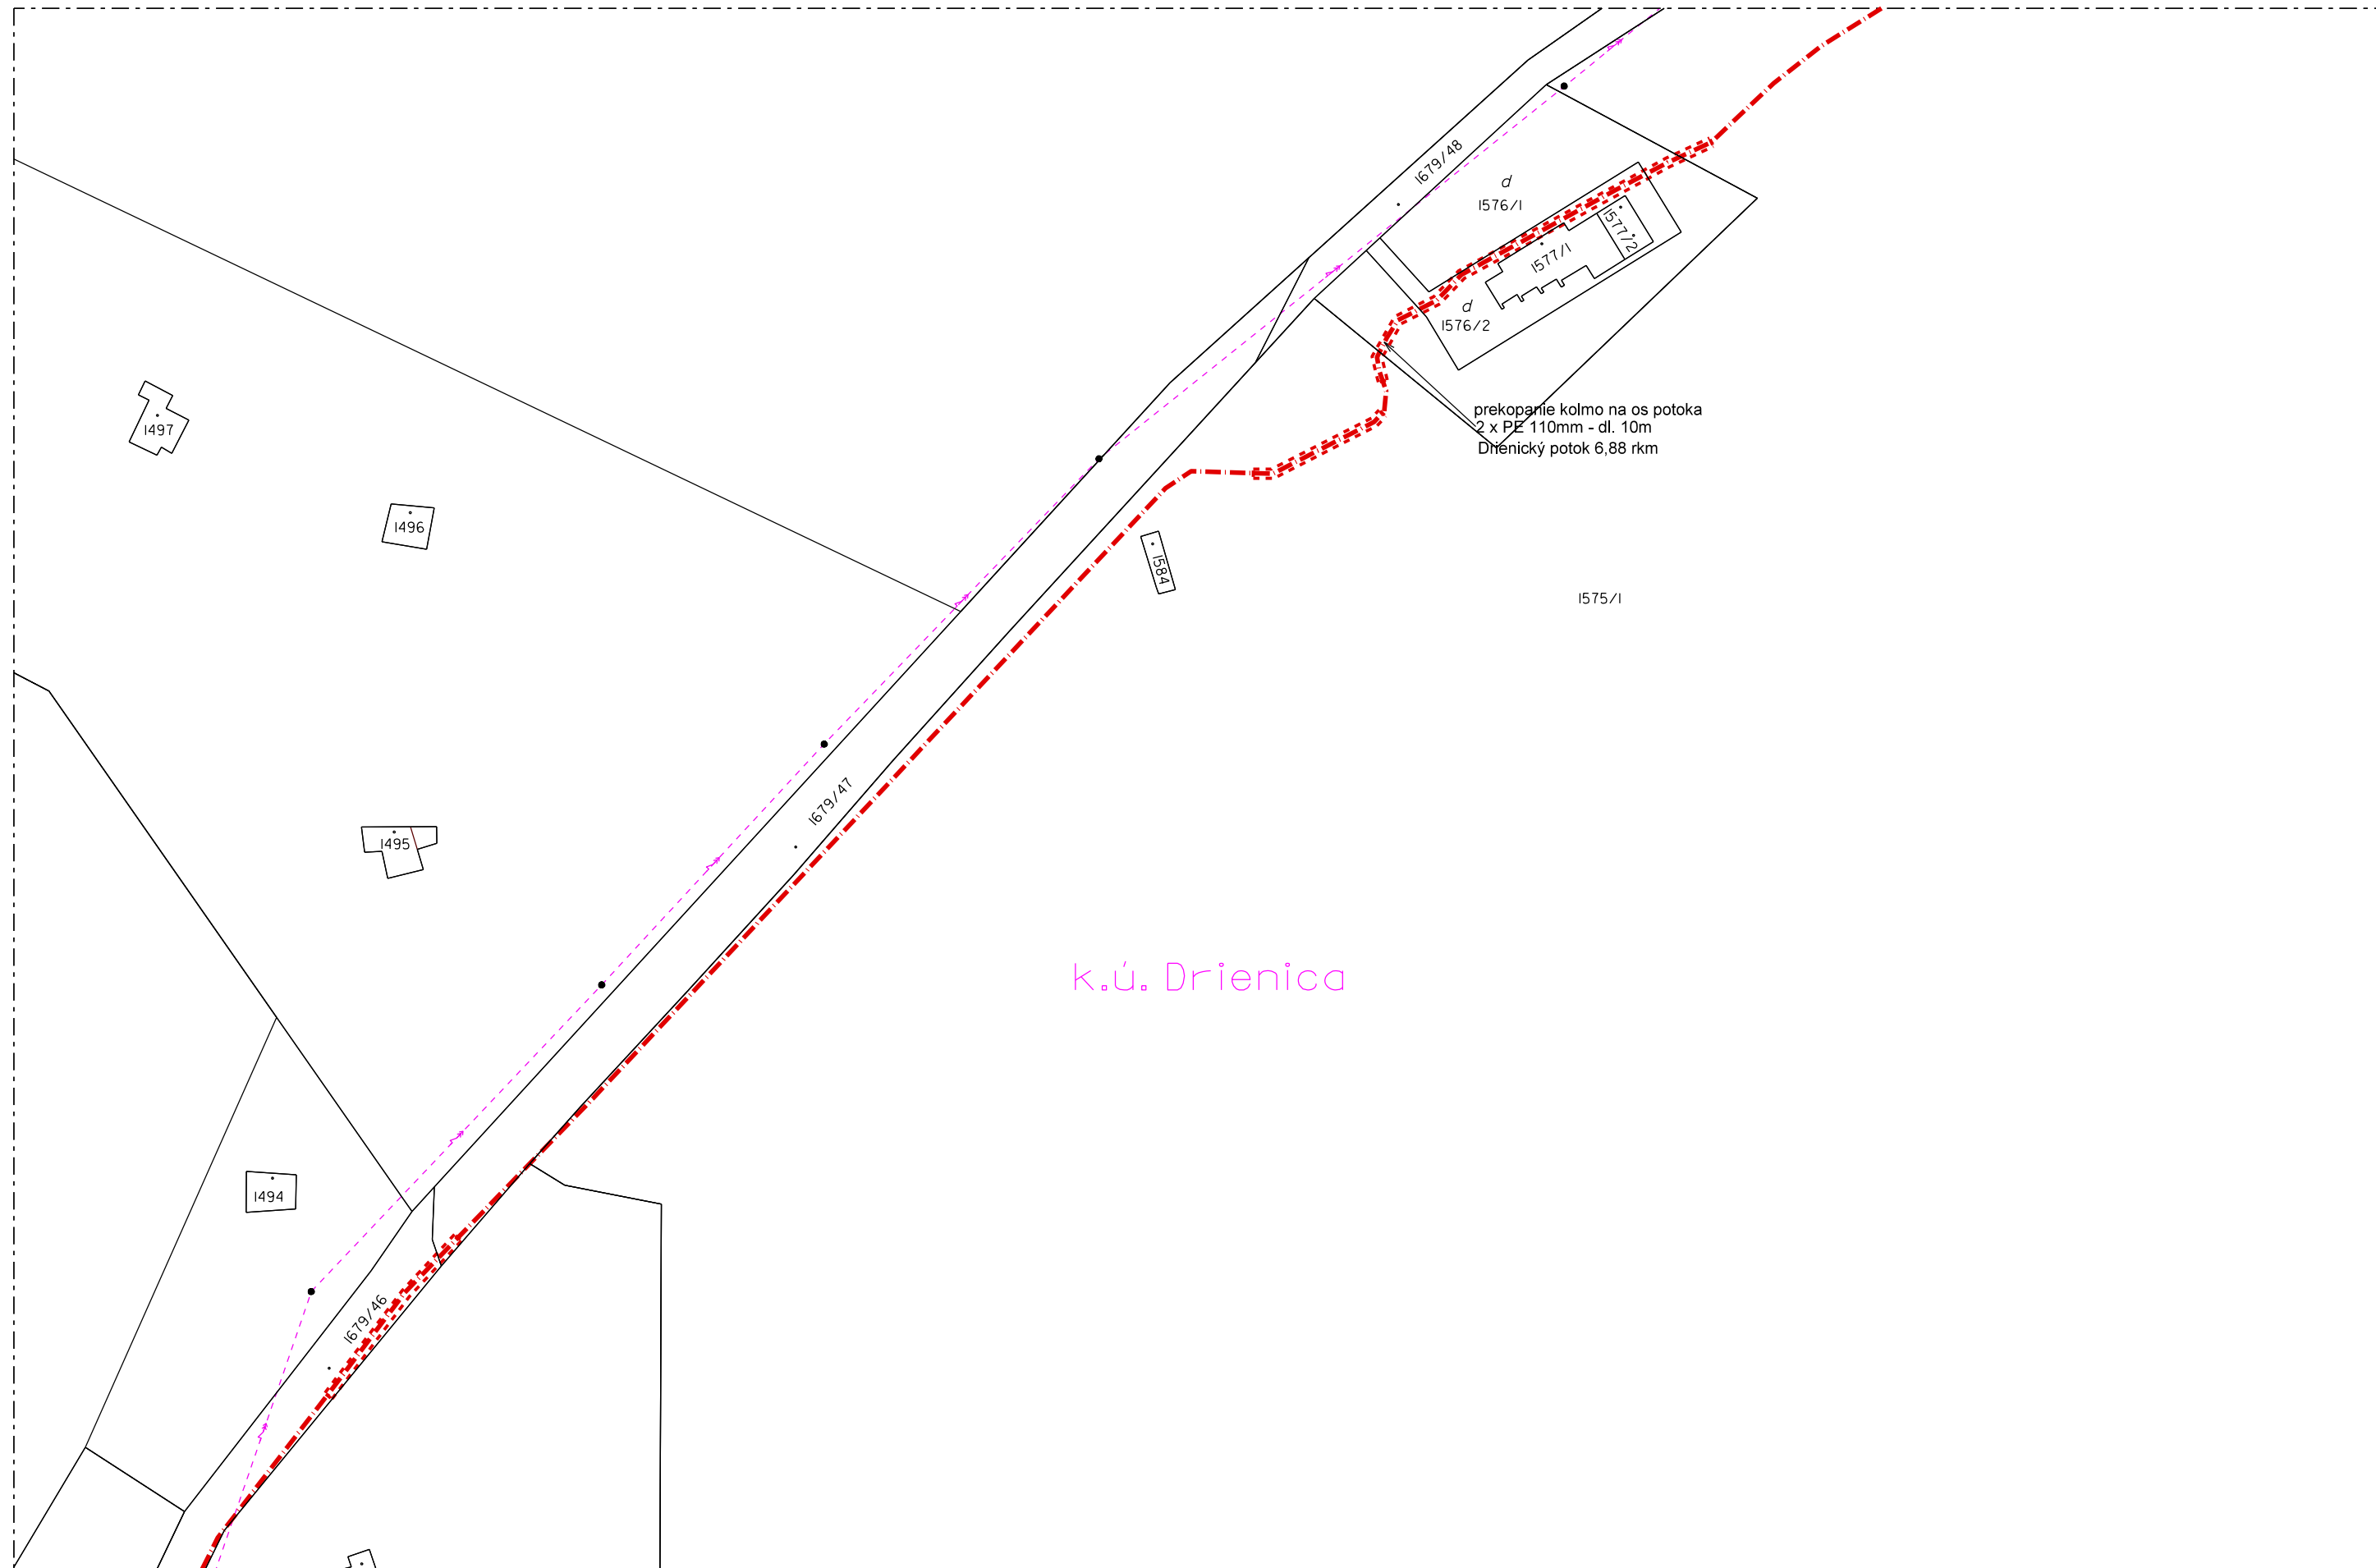 1679/48
d
1576/1
1577/2
1577/1
d
1576/2
prekopanie kolmo na os potoka
2 x PE 110mm - dl. 10m
Drienický potok 6,88 rkm
1497
1496
1584
1575/1
1679/47
1495
k.ú. Drienica
1494
1679/46